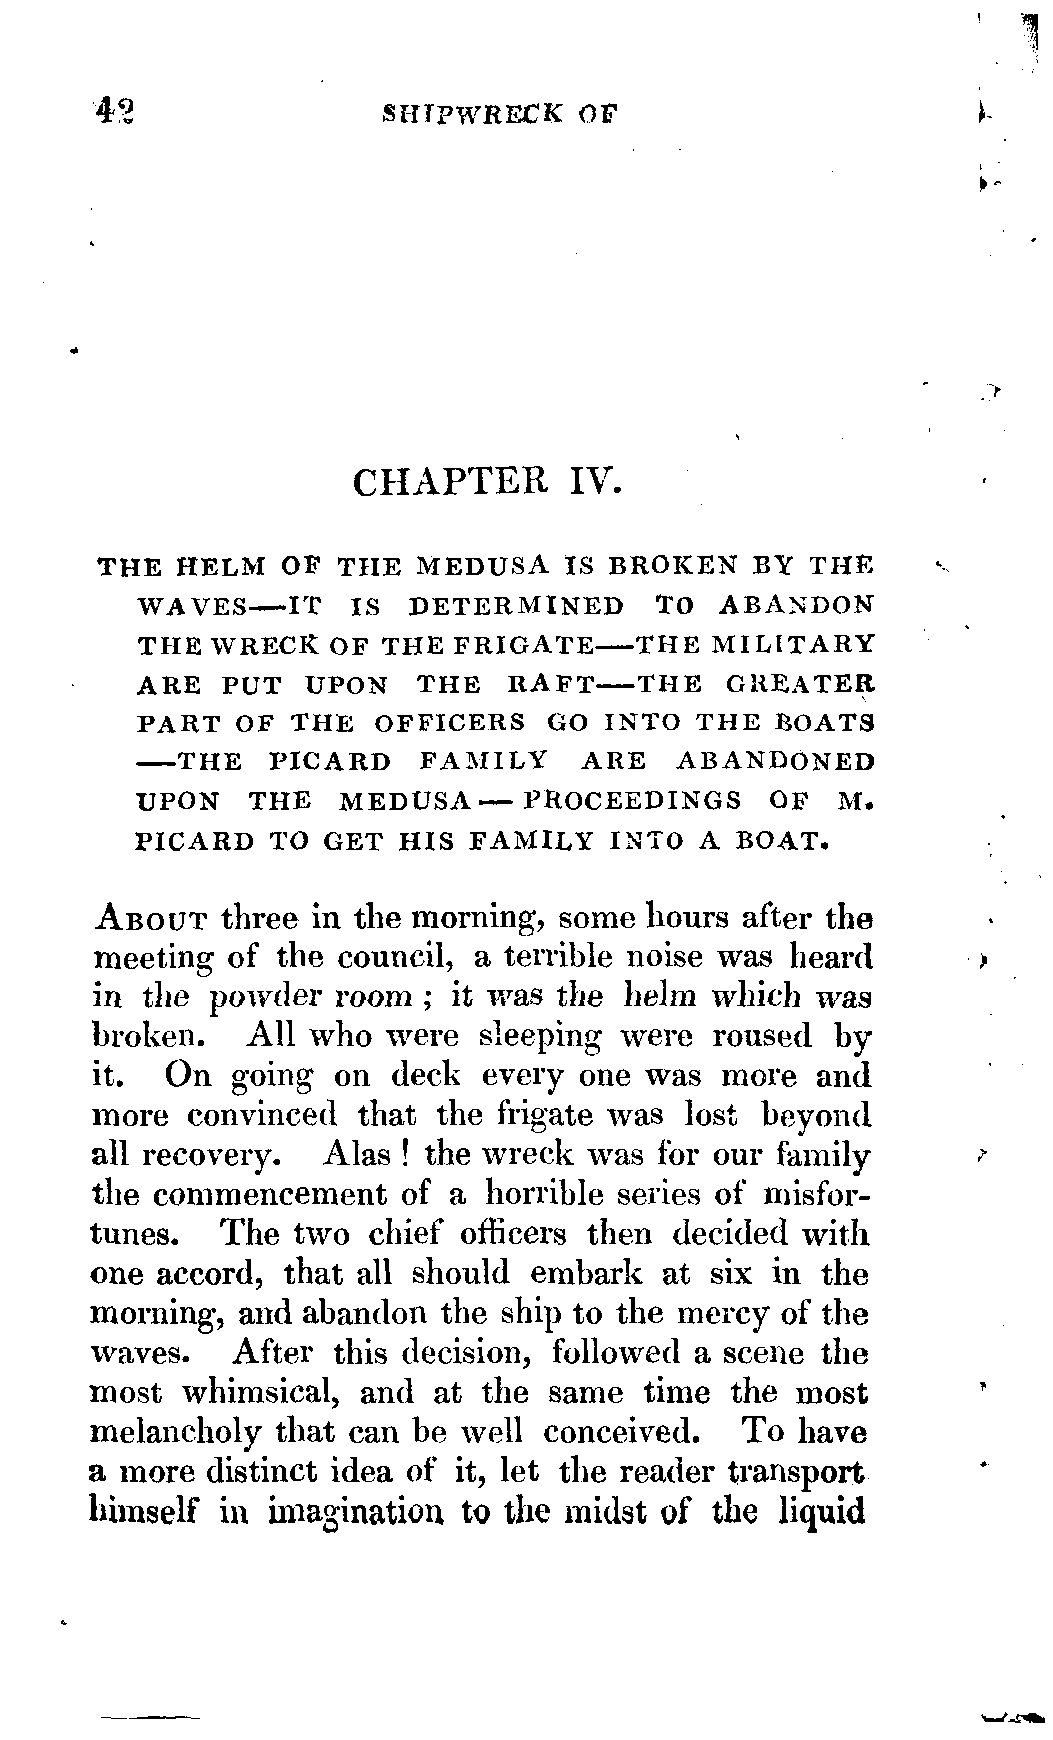 42 SHIPWRECK OF
CHAPTER IV.
THE HELM OF THE MEDUSA IS BROKEN BY THE
WAVES—IT IS DETERMINED TO ABANDON
THE WRECK OF THE FRIGATE—THE MILITARY
ARE PUT UPON THE RAFT—THE GREATER
PART OF THE OFFICERS GO INTO THE BOATS
—THE PICARD FAMILY ARE ABANDONED
UPON THE MEDUSA—PROCEEDINGS OF M.
PICARD TO GET HIS FAMILY INTO A BOAT.
ABOUT three in the morning, some hours after the
meeting of the council, a terrible noise was heard
in the powder room ; it was the helm which was
broken. All who were sleeping were roused by
it. On going on deck every one was more and
more convinced that the frigate was lost beyond
all recovery. Alas ! the wreck was for our family
the commencement of a horrible series of misfor-
tunes. The two chief officers then decided with
one accord, that all should embark at six in the
morning, and abandon the ship to the mercy of the
waves. After this decision, followed a scene the
most whimsical, and at the same time the most
melancholy that can be well conceived. To have
a more distinct idea of it, let the reader transport
himself in imagination to the midst of the liquid